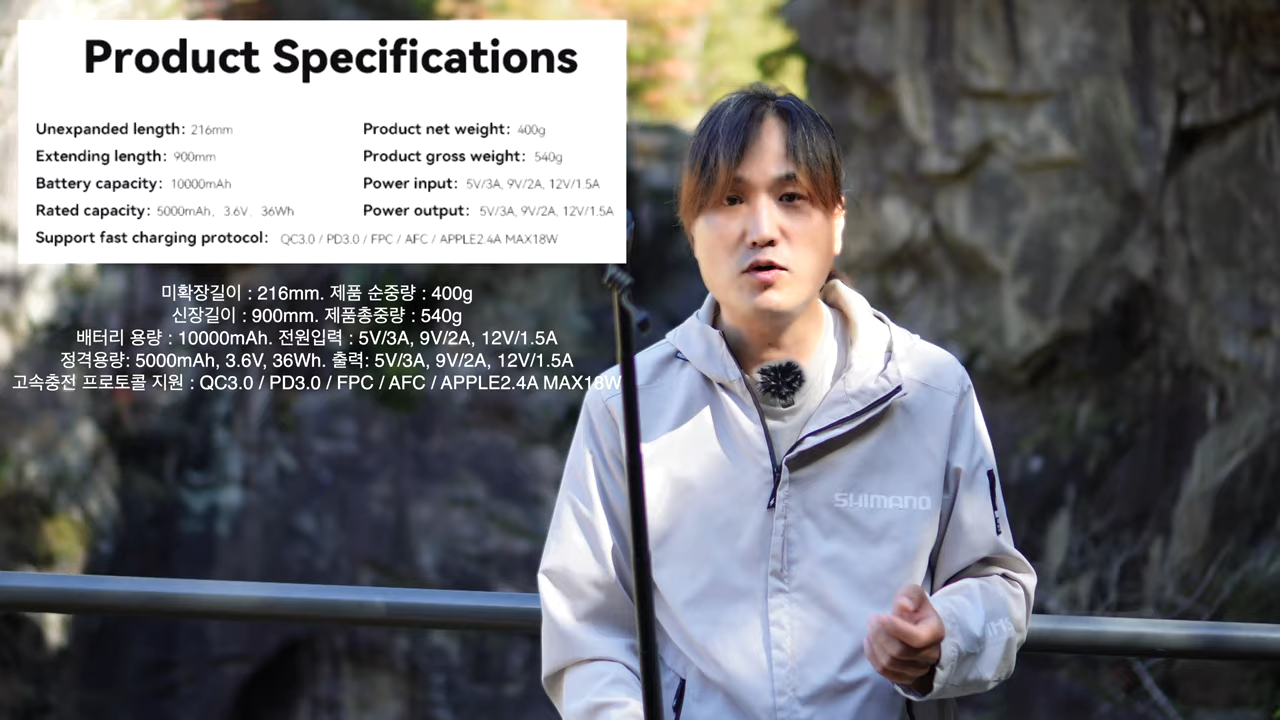 Product Specifications
Unexpanded length: 216mm
Product net weight: 400g
Extending length: 900mm
Product gross weight: 540g
Battery capacity: 10000mAh
Power input: 5V/3A, 9V/2A, 12V/1.5A
Rated capacity: 5000mAh, 3.6V, 36Wh
Power output: 5V/3A, 9V/2A, 12V/1.5A
Support fast charging protocol: QC3.0 / PD3.0 / FPC / AFC / APPLE2.4A MAX18W
미확장길이 : 216mm. 제품 순중량 : 400g
신장길이 : 900mm. 제품총중량 : 540g
배터리 용량 : 10000mAh. 전원입력 : 5V/3A, 9V/2A, 12V/1.5A
정격용량: 5000mAh, 3.6V, 36Wh. 출력: 5V/3A, 9V/2A, 12V/1.5A
고속충전 프로토콜 지원 : QC3.0 / PD3.0 / FPC / AFC / APPLE2.4A MAX18W
SHIMANO